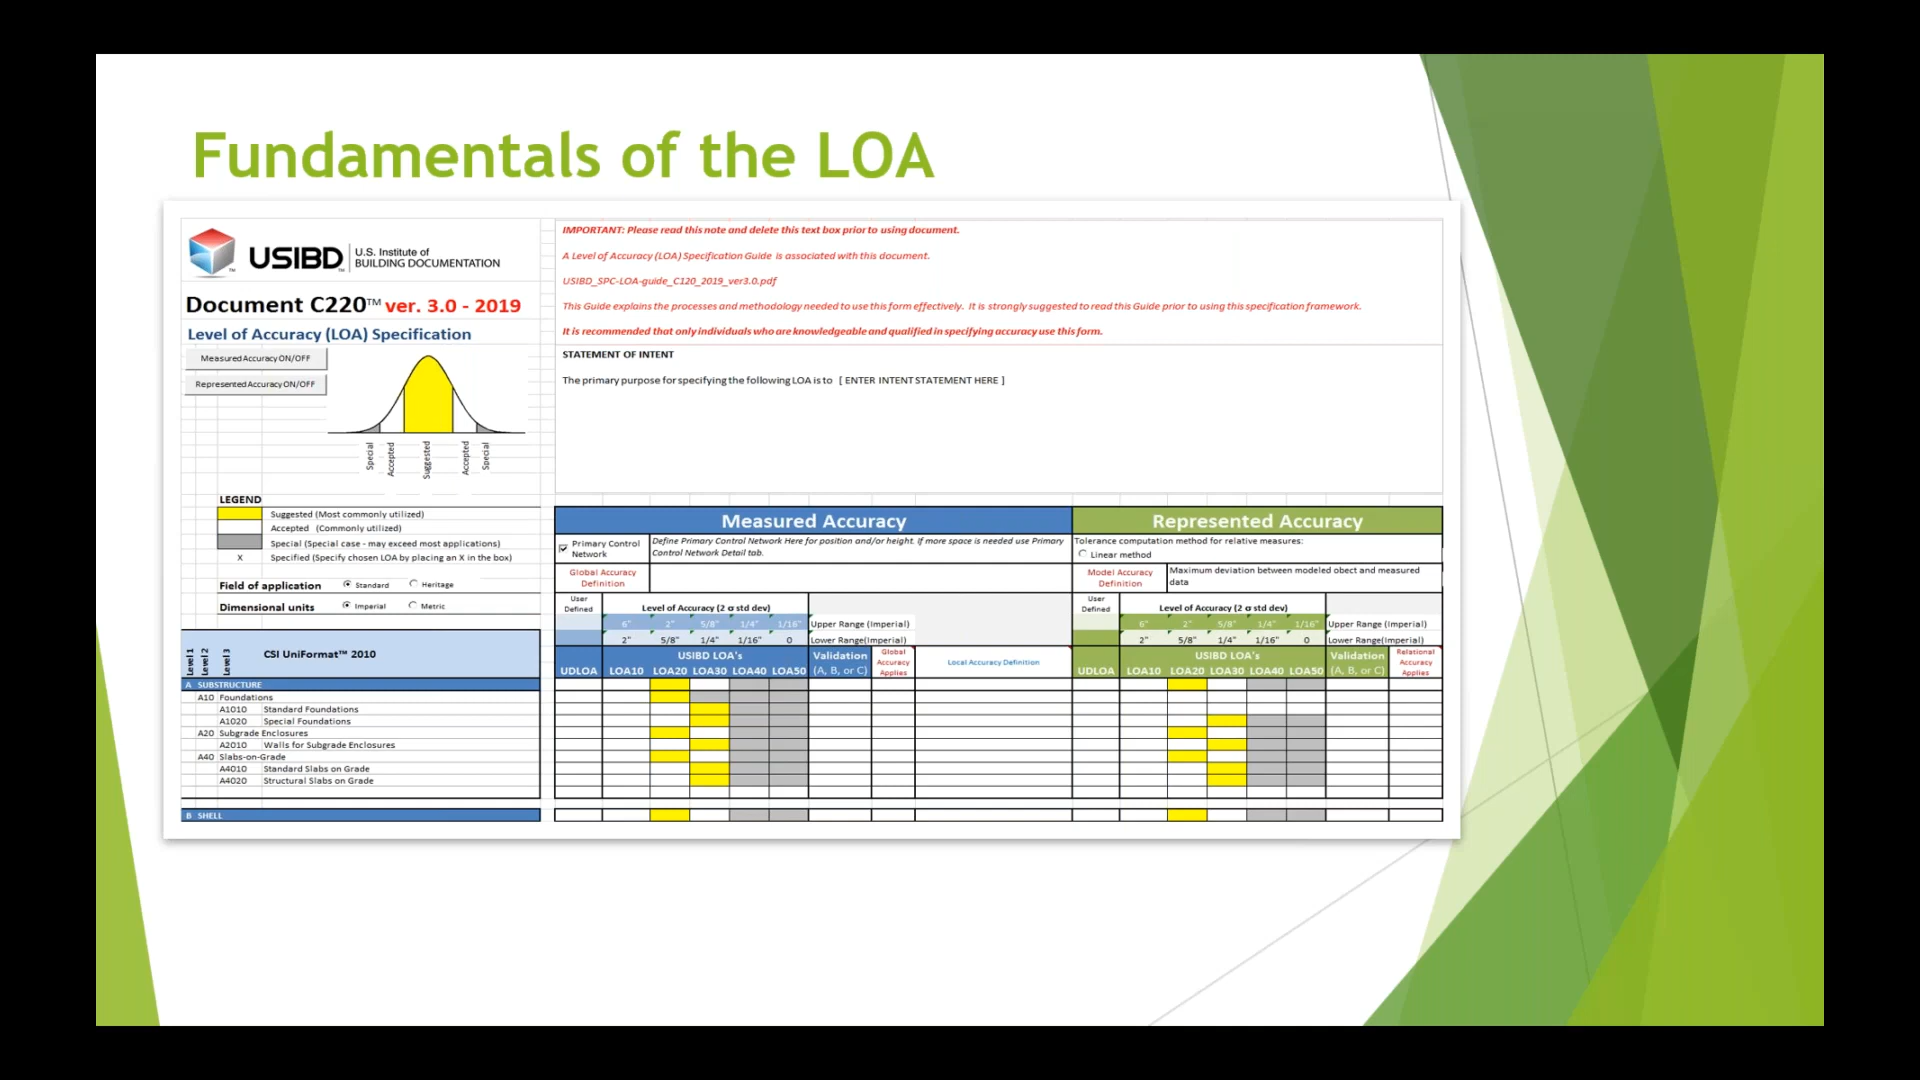 Fundamentals of the LOA
USIBD
U.S. Institute of
BUILDING DOCUMENTATION
Document C220™ ver. 3.0 - 2019
Level of Accuracy (LOA) Specification
Measured Accuracy ON/OFF
Represented Accuracy ON/OFF
Special
Accepted
Suggested
Accepted
Special
LEGEND
Suggested (Most commonly utilized)
Accepted (Commonly utilized)
Special (Special case - may exceed most applications)
X Specified (Specify chosen LOA by placing an X in the box)
Field of application Standard Heritage
Dimensional units Imperial Metric
IMPORTANT: Please read this note and delete this text box prior to using document.
A Level of Accuracy (LOA) Specification Guide is associated with this document.
USIBD_SPC-LOA-guide_C120_2019_ver3.0.pdf
This Guide explains the processes and methodology needed to use this form effectively. It is strongly suggested to read this Guide prior to using this specification framework.
It is recommended that only individuals who are knowledgeable and qualified in specifying accuracy use this form.
STATEMENT OF INTENT
The primary purpose for specifying the following LOA is to [ ENTER INTENT STATEMENT HERE ]
Measured Accuracy
Primary Control
Network
Define Primary Control Network Here for position and/or height. If more space is needed use Primary
Control Network Detail tab.
Global Accuracy
Definition
User
Defined
Level of Accuracy (2 σ std dev)
6" 2" 5/8" 1/4" 1/16" Upper Range (Imperial)
2" 5/8" 1/4" 1/16" 0 Lower Range(Imperial)
USIBD LOA's
UDLOA LOA10 LOA20 LOA30 LOA40 LOA50
Validation
(A, B, or C)
Global
Accuracy
Applies
Local Accuracy Definition
Represented Accuracy
Tolerance computation method for relative measures:
Linear method
Model Accuracy
Definition
Maximum deviation between modeled obect and measured
data
User
Defined
Level of Accuracy (2 σ std dev)
6" 2" 5/8" 1/4" 1/16" Upper Range (Imperial)
2" 5/8" 1/4" 1/16" 0 Lower Range(Imperial)
USIBD LOA's
UDLOA LOA10 LOA20 LOA30 LOA40 LOA50
Validation
(A, B, or C)
Relational
Accuracy
Applies
Level 1
Level 2
Level 3
CSI UniFormat™ 2010
A SUBSTRUCTURE
A10 Foundations
A1010 Standard Foundations
A1020 Special Foundations
A20 Subgrade Enclosures
A2010 Walls for Subgrade Enclosures
A40 Slabs-on-Grade
A4010 Standard Slabs on Grade
A4020 Structural Slabs on Grade
B SHELL